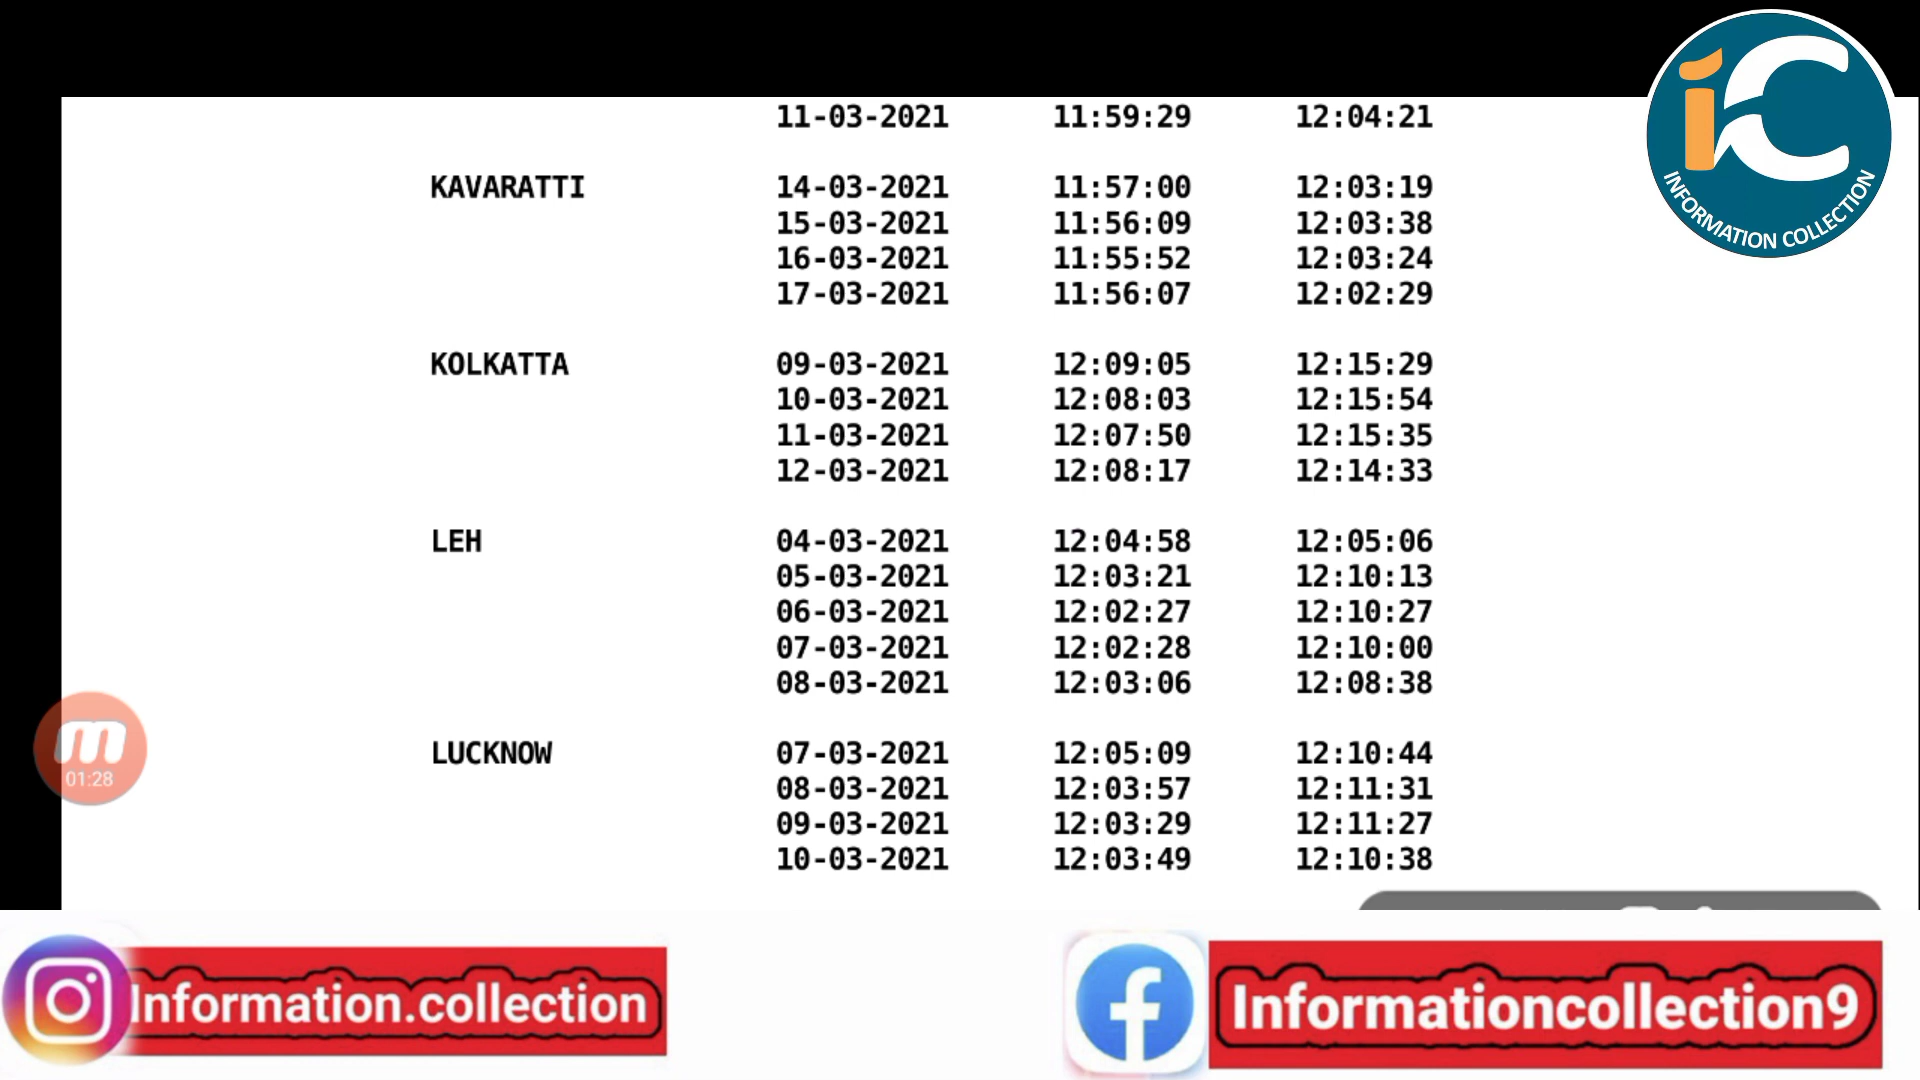 11-03-2021 11:59:29 12:04:21
KAVARATTI 14-03-2021 11:57:00 12:03:19
15-03-2021 11:56:09 12:03:38
16-03-2021 11:55:52 12:03:24
17-03-2021 11:56:07 12:02:29
KOLKATTA 09-03-2021 12:09:05 12:15:29
10-03-2021 12:08:03 12:15:54
11-03-2021 12:07:50 12:15:35
12-03-2021 12:08:17 12:14:33
LEH 04-03-2021 12:04:58 12:05:06
05-03-2021 12:03:21 12:10:13
06-03-2021 12:02:27 12:10:27
07-03-2021 12:02:28 12:10:00
08-03-2021 12:03:06 12:08:38
LUCKNOW 07-03-2021 12:05:09 12:10:44
08-03-2021 12:03:57 12:11:31
09-03-2021 12:03:29 12:11:27
10-03-2021 12:03:49 12:10:38
iC
INFORMATION COLLECTION
m
01:28
Information.collection
f
Informationcollection9